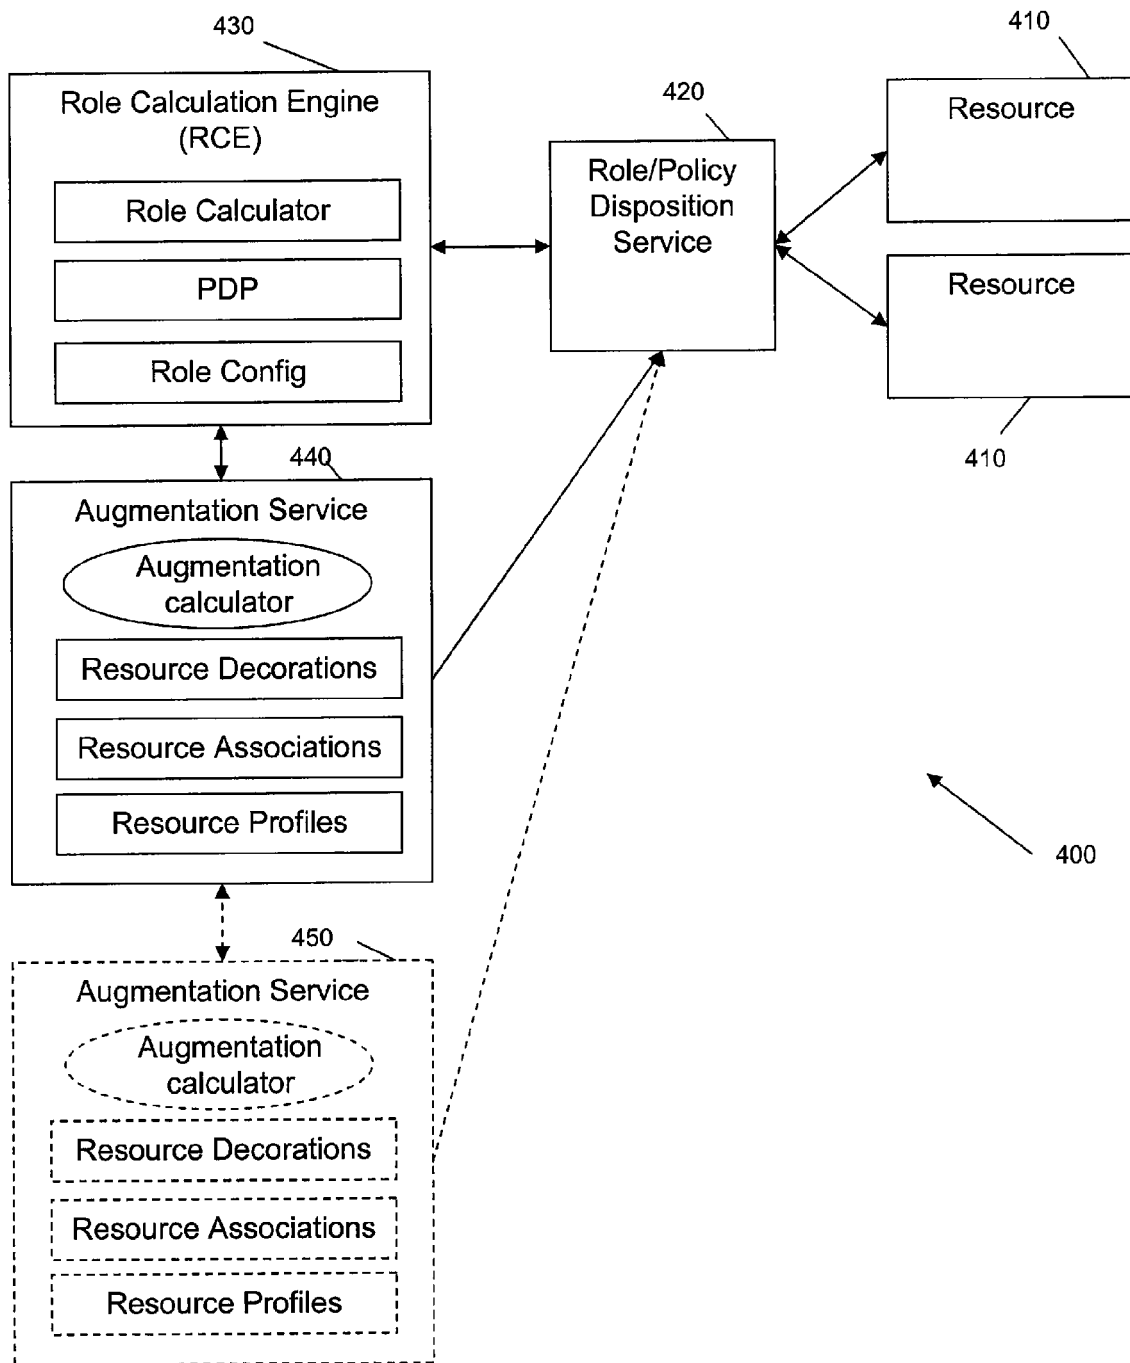 430
Role Calculation Engine
(RCE)
Role Calculator
PDP
Role Config
420
Role/Policy
Disposition
Service
410
Resource
Resource
410
440
Augmentation Service
Augmentation
calculator
Resource Decorations
Resource Associations
Resource Profiles
400
450
Augmentation Service
Augmentation
calculator
Resource Decorations
Resource Associations
Resource Profiles